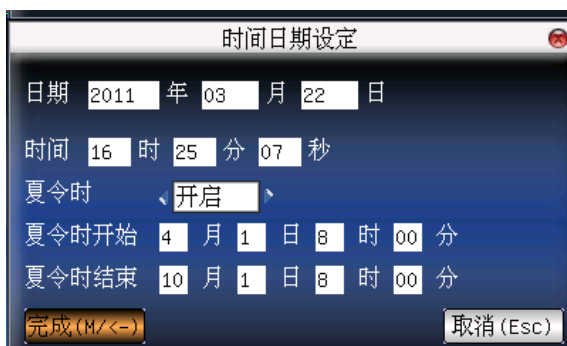 时间日期设定
日期 2011 年 03 月 22 日
时间 16 时 25 分 07 秒
夏令时 开启
夏令时开始 4 月 1 日 8 时 00 分
夏令时结束 10 月 1 日 8 时 00 分
完成(M/<-) 取消(Esc)